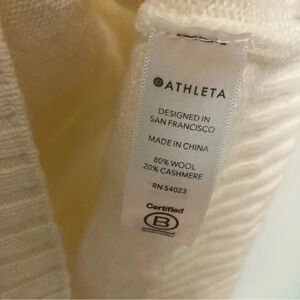 ATHLETA
DESIGNED IN
SAN FRANCISCO
MADE IN CHINA
80% WOOL
20% CASHMERE
RN 54023
Certified
B